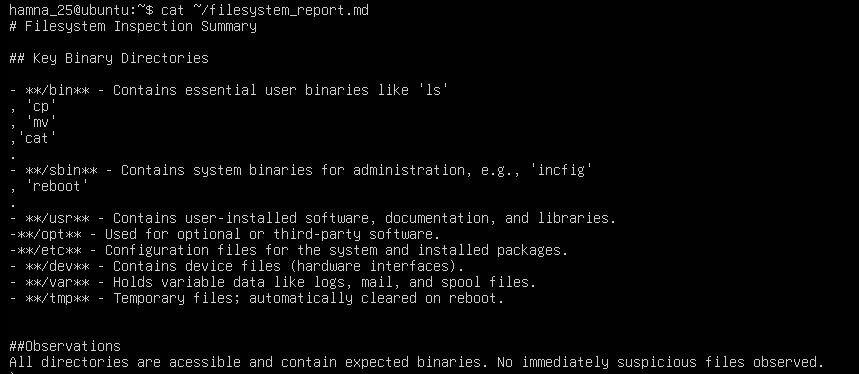 hamna_25@ubuntu:~$ cat ~/filesystem_report.md
# Filesystem Inspection Summary
## Key Binary Directories
- **/bin** - Contains essential user binaries like 'ls'
, 'cp'
, 'mv'
,'cat'
.
- **/sbin** - Contains system binaries for administration, e.g., 'incfig'
, 'reboot'
.
- **/usr** - Contains user-installed software, documentation, and libraries.
-**/opt** - Used for optional or third-party software.
-**/etc** - Configuration files for the system and installed packages.
- **/dev** - Contains device files (hardware interfaces).
- **/var** - Holds variable data like logs, mail, and spool files.
- **/tmp** - Temporary files; automatically cleared on reboot.
##Observations
All directories are acessible and contain expected binaries. No immediately suspicious files observed.